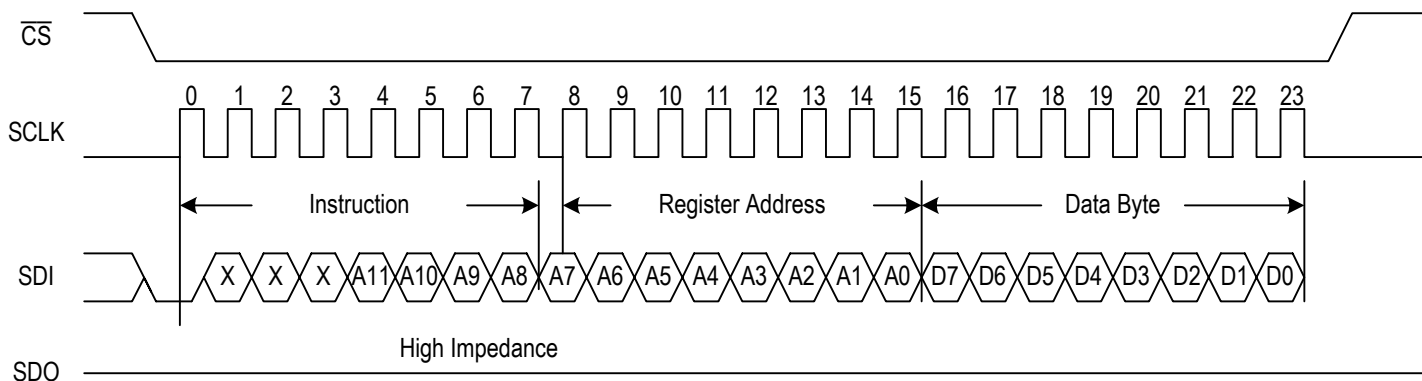 CS
0 1 2 3 4 5 6 7 8 9 10 11 12 13 14 15 16 17 18 19 20 21 22 23
SCLK
Instruction Register Address Data Byte
SDI X X X A11 A10 A9 A8 A7 A6 A5 A4 A3 A2 A1 A0 D7 D6 D5 D4 D3 D2 D1 D0
High Impedance
SDO